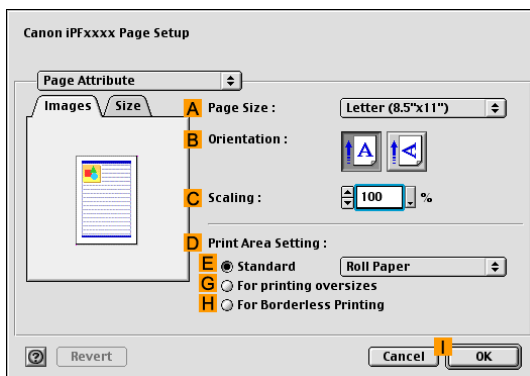 Canon iPFxxxx Page Setup
Page Attribute
Images Size
A Page Size : Letter (8.5"x11")
B Orientation :
A A
C Scaling : 100 %
D Print Area Setting :
E Standard Roll Paper
G For printing oversizes
H For Borderless Printing
I
? Revert Cancel OK